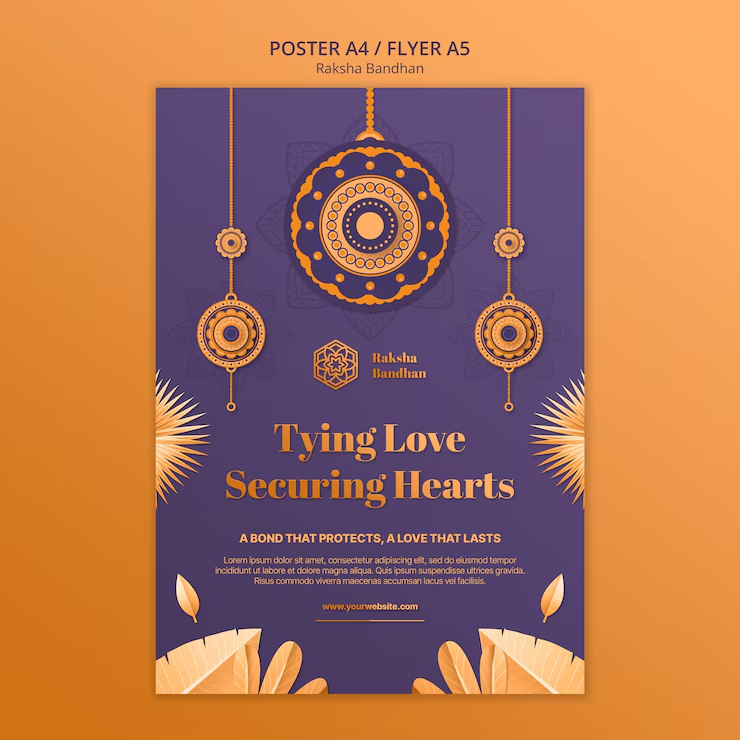 POSTER A4 / FLYER A5
Raksha Bandhan
Raksha
Bandhan
Tying Love
Securing Hearts
A BOND THAT PROTECTS, A LOVE THAT LASTS
Lorem ipsum dolor sit amet, consectetur adipiscing elit, sed do eiusmod tempor
incididunt ut labore et dolore magna aliqua. Quis ipsum suspendisse ultrices gravida.
Risus commodo viverra maecenas accumsan lacus vel facilisis.
www.yourwebsite.com